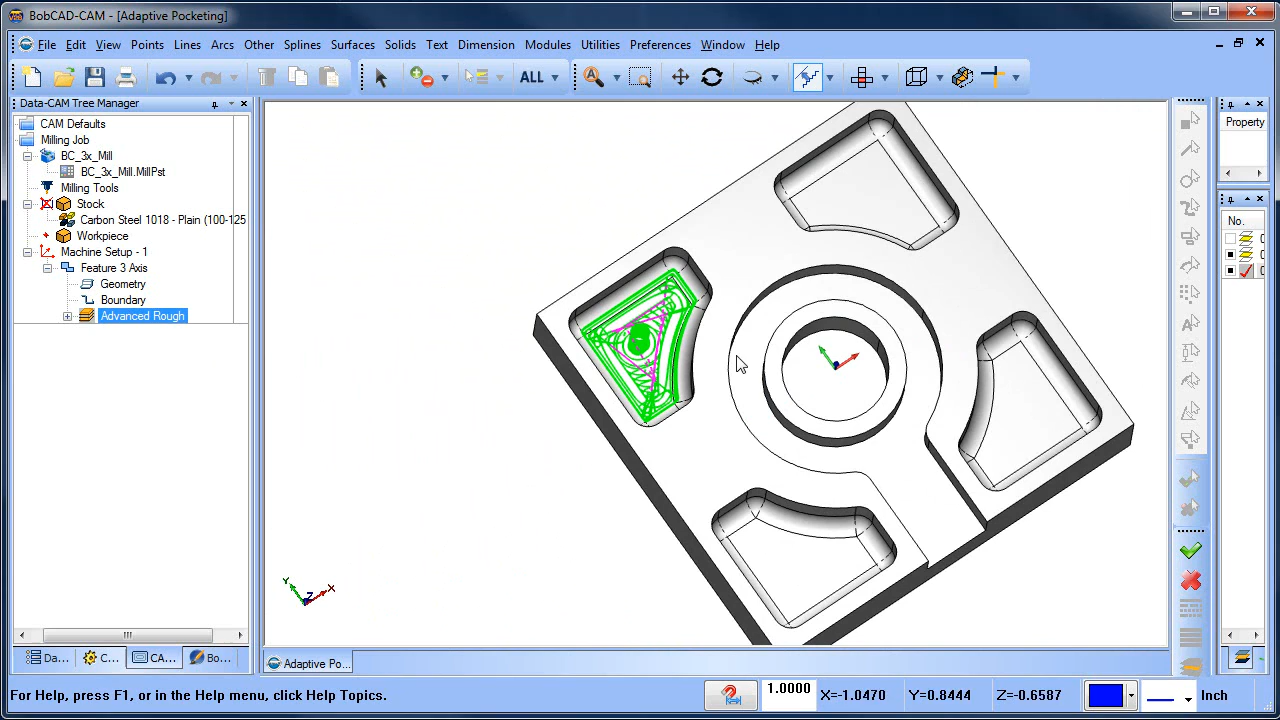 BobCAD-CAM - [Adaptive Pocketing]
File Edit View Points Lines Arcs Other Splines Surfaces Solids Text Dimension Modules Utilities Preferences Window Help
ALL
Data-CAM Tree Manager
CAM Defaults
Milling Job
BC_3x_Mill
BC_3x_Mill.MillPst
Milling Tools
Stock
Carbon Steel 1018 - Plain (100-125
Workpiece
Machine Setup - 1
Feature 3 Axis
Geometry
Boundary
Advanced Rough
Property
No.
Y
X
Z
Da... C... CA... Bo...
Adaptive Po...
For Help, press F1, or in the Help menu, click Help Topics.
1.0000
X=-1.0470
Y=0.8444
Z=-0.6587
Inch